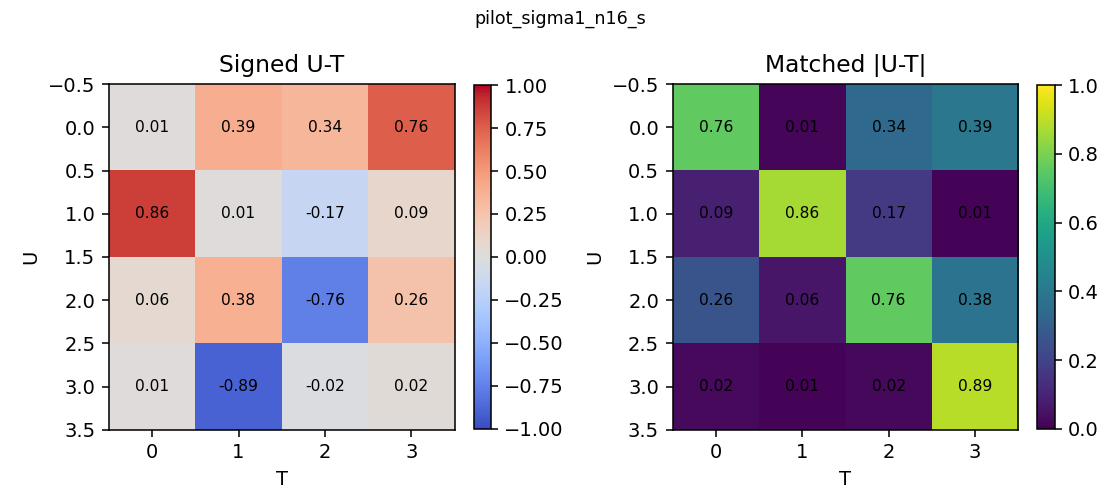 pilot_sigma1_n16_s
Signed U-T
−0.5
0.0
0.5
1.0
1.5
2.0
2.5
3.0
3.5
U
0.01 0.39 0.34 0.76
0.86 0.01 -0.17 0.09
0.06 0.38 -0.76 0.26
0.01 -0.89 -0.02 0.02
0 1 2 3
T
1.00
0.75
0.50
0.25
0.00
−0.25
−0.50
−0.75
−1.00
Matched |U-T|
−0.5
0.0
0.5
1.0
1.5
2.0
2.5
3.0
3.5
U
0.76 0.01 0.34 0.39
0.09 0.86 0.17 0.01
0.26 0.06 0.76 0.38
0.02 0.01 0.02 0.89
0 1 2 3
T
1.0
0.8
0.6
0.4
0.2
0.0